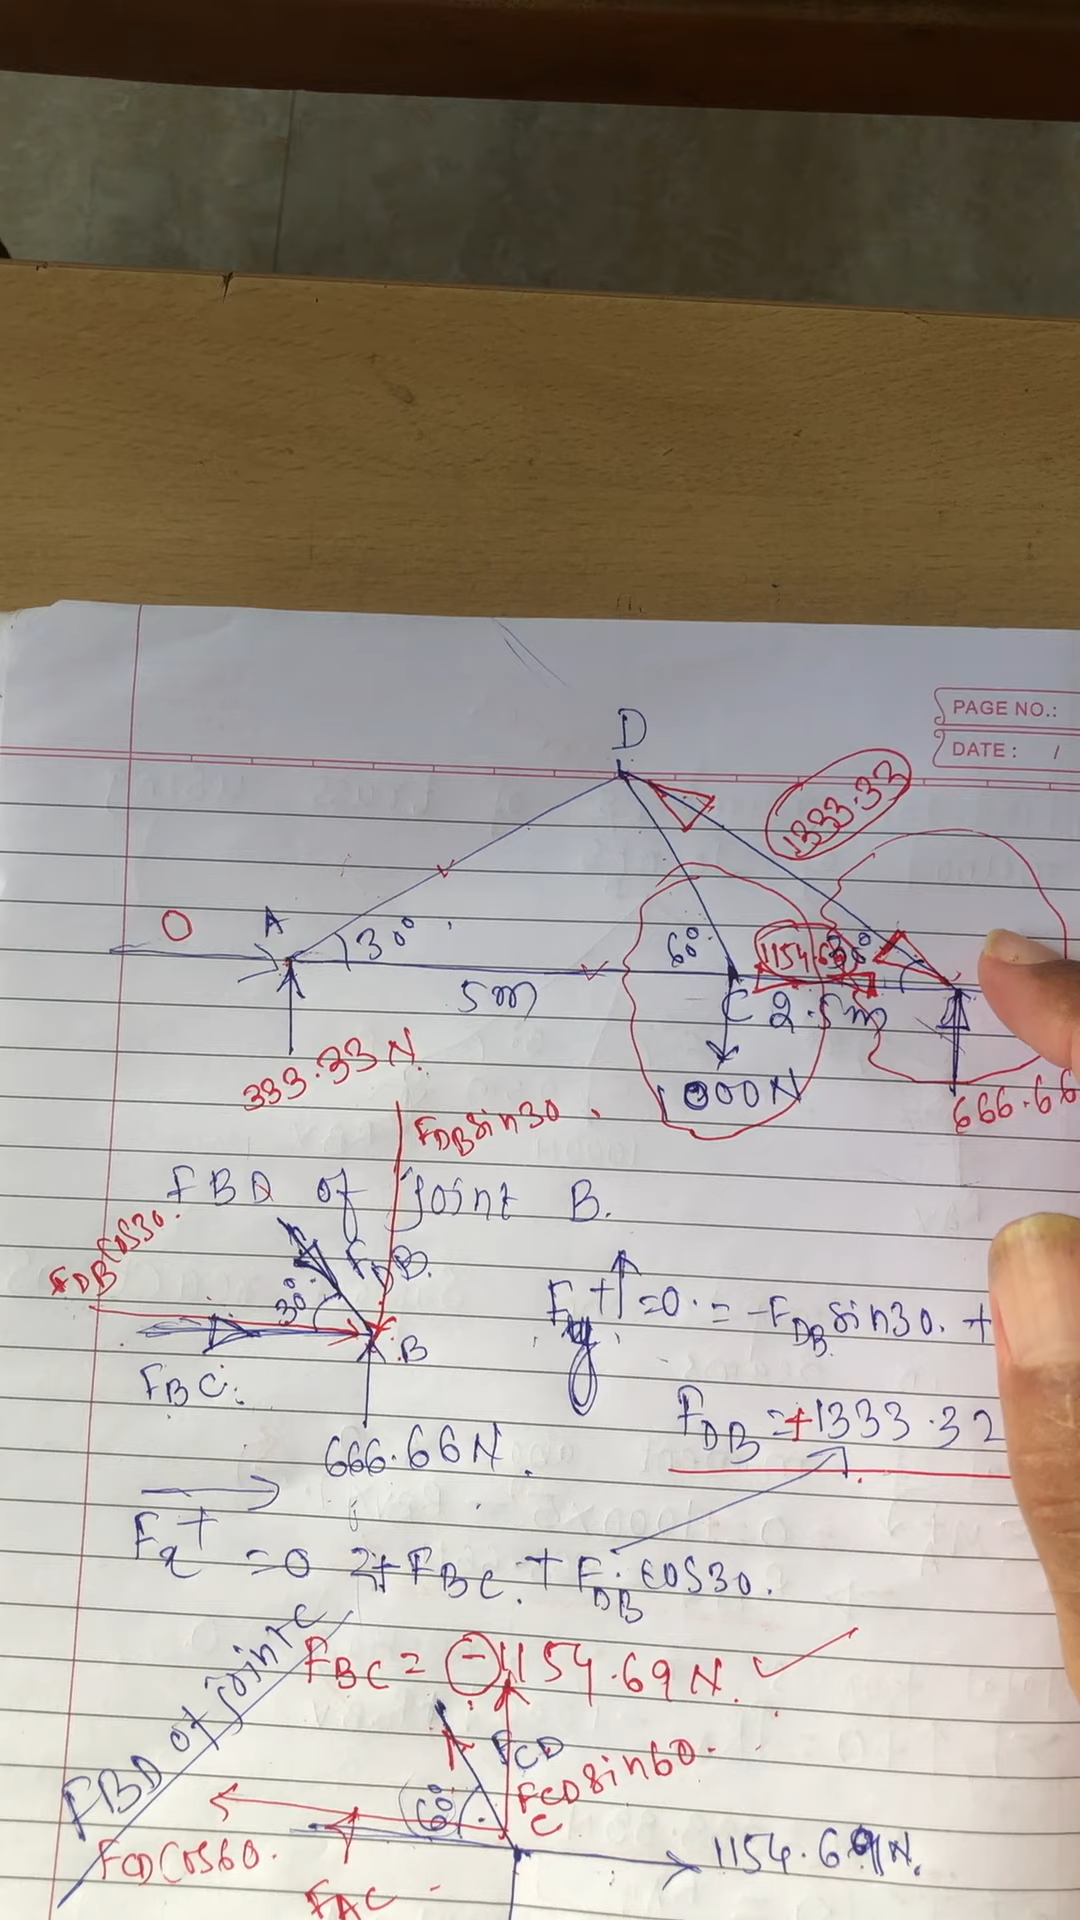 PAGE NO.:
DATE: /
D
1333.33
O A 30° 60° 1154.6 30°
5m C 2.5m
333.33 N. 1000N 666.66
FDB sin30
FBD of joint B.
FDB cos30.
30° FDB.
B
FBC.
Fy+↑ =0 = -FDB sin30. +
FDB = +1333.32
666.66N.
Fx+ =0 = + FBC. + FDB cos30.
FBC = -1154.69 N.
FBD of joint C
FCD
FCD sin60
60° C
FCD cos60.
1154.69N.
FAC